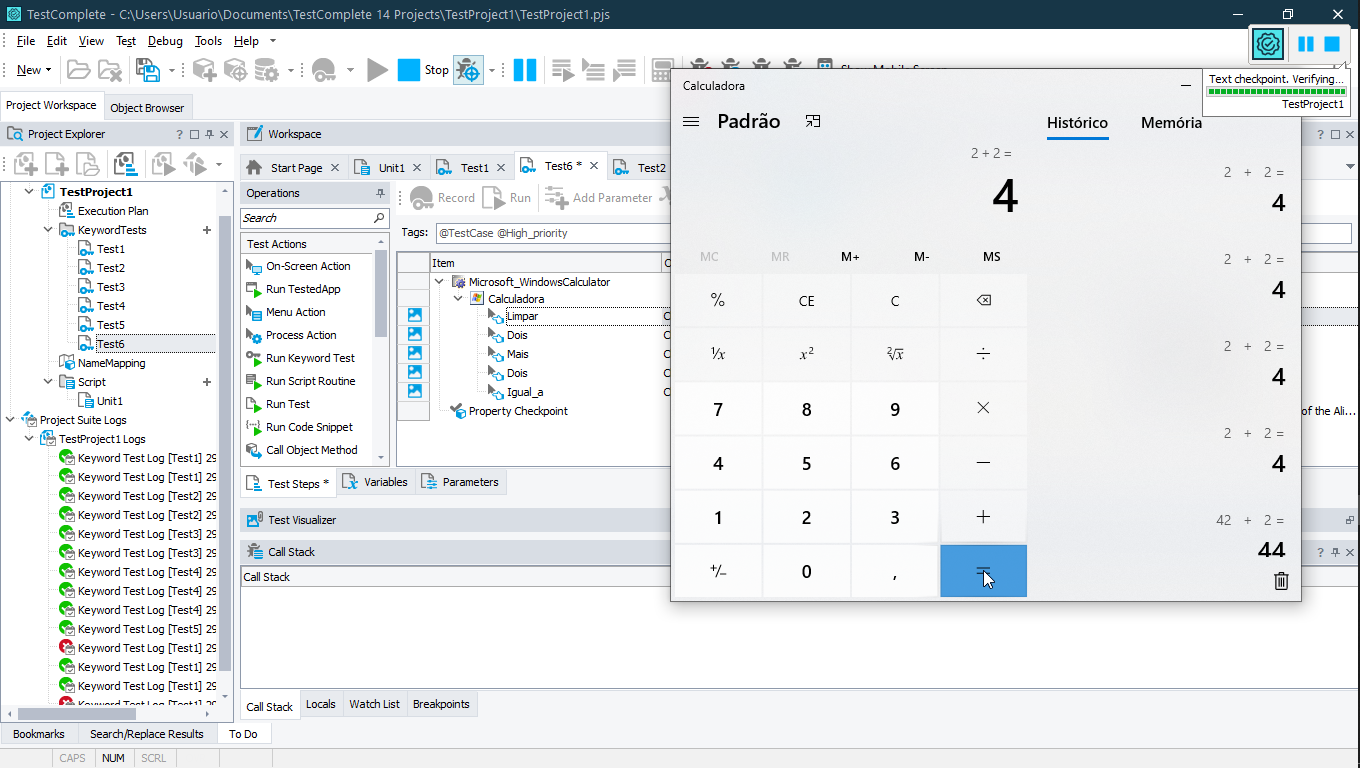 TestComplete - C:\Users\Usuario\Documents\TestComplete 14 Projects\TestProject1\TestProject1.pjs
File Edit View Test Debug Tools Help
New
Stop
Text checkpoint. Verifying...
TestProject1
Project Workspace
Object Browser
Project Explorer
TestProject1
Execution Plan
KeywordTests
Test1
Test2
Test3
Test4
Test5
Test6
NameMapping
Script
Unit1
Project Suite Logs
TestProject1 Logs
Keyword Test Log [Test1] 29
Keyword Test Log [Test1] 29
Keyword Test Log [Test2] 29
Keyword Test Log [Test2] 29
Keyword Test Log [Test3] 29
Keyword Test Log [Test3] 29
Keyword Test Log [Test4] 29
Keyword Test Log [Test4] 29
Keyword Test Log [Test4] 29
Keyword Test Log [Test5] 29
Keyword Test Log [Test1] 29
Keyword Test Log [Test1] 29
Keyword Test Log [Test1] 29
Keyword Test Log [Test1] 29
Bookmarks
Search/Replace Results
To Do
CAPS NUM SCRL
Workspace
Start Page
Unit1
Test1
Test6 *
Test2
Operations
Search
Test Actions
On-Screen Action
Run TestedApp
Menu Action
Process Action
Run Keyword Test
Run Script Routine
Run Test
Run Code Snippet
Call Object Method
Record
Run
Add Parameter
Tags: @TestCase @High_priority
Item
Microsoft_WindowsCalculator
Calculadora
Limpar
Dois
Mais
Dois
Igual_a
Property Checkpoint
of the Ali...
Test Steps *
Variables
Parameters
Test Visualizer
Call Stack
Call Stack
Call Stack
Locals
Watch List
Breakpoints
Calculadora
Padrão
Histórico
Memória
2 + 2 =
4
MC MR M+ M- MS
% CE C
1/x x² ²√x ÷
7 8 9 ×
4 5 6 −
1 2 3 +
+/− 0 , =
2 + 2 =
4
2 + 2 =
4
2 + 2 =
4
2 + 2 =
4
42 + 2 =
44